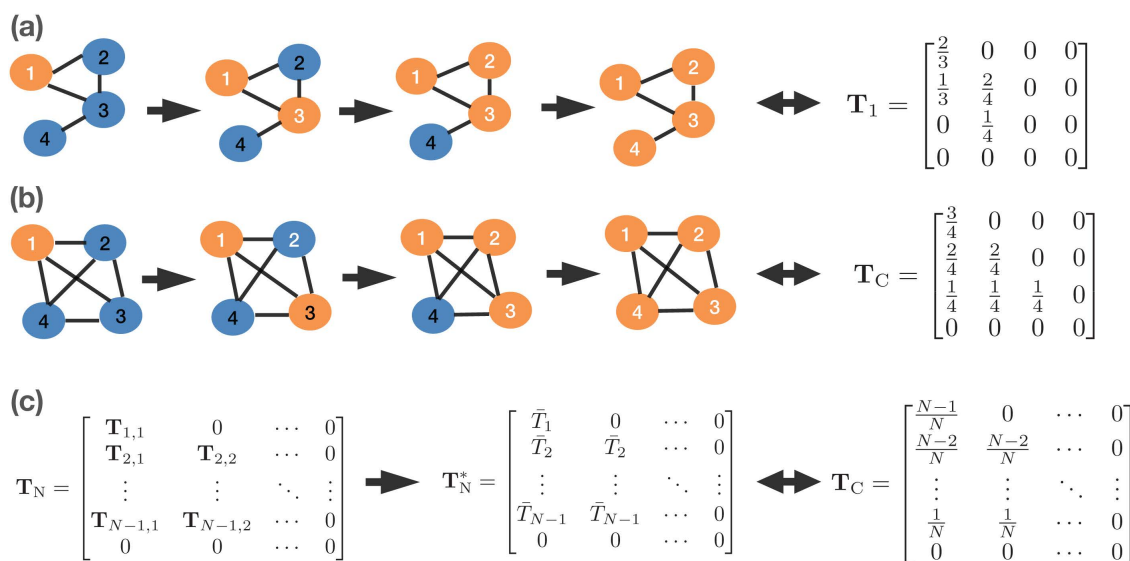 (a)
1 2 3 4
1 2 3 4
1 2 3 4
1 2 3 4
T₁ = [ 2/3 0 0 0
1/3 2/4 0 0
0 1/4 0 0
0 0 0 0 ]
(b)
1 2 4 3
1 2 4 3
1 2 4 3
1 2 4 3
T_C = [ 3/4 0 0 0
2/4 2/4 0 0
1/4 1/4 1/4 0
0 0 0 0 ]
(c)
T_N = [ T₁,₁ 0 ⋯ 0
T₂,₁ T₂,₂ ⋯ 0
⋮ ⋮ ⋱ ⋮
T_{N−1,1} T_{N−1,2} ⋯ 0
0 0 ⋯ 0 ]
T*_N = [ T̄₁ 0 ⋯ 0
T̄₂ T̄₂ ⋯ 0
⋮ ⋮ ⋱ ⋮
T̄_{N−1} T̄_{N−1} ⋯ 0
0 0 ⋯ 0 ]
T_C = [ N−1/N 0 ⋯ 0
N−2/N N−2/N ⋯ 0
⋮ ⋮ ⋱ ⋮
1/N 1/N ⋯ 0
0 0 ⋯ 0 ]